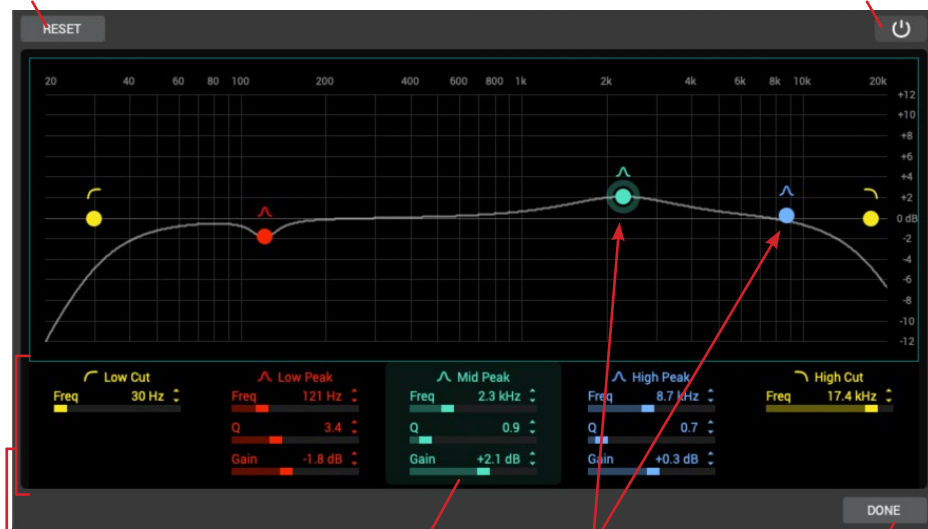 RESET
20 40 60 80 100 200 400 600 800 1k 2k 4k 6k 8k 10k 20k
+12
+10
+8
+6
+4
+2
0 dB
-2
-4
-6
-8
-10
-12
Low Cut Low Peak Mid Peak High Peak High Cut
Freq 30 Hz Freq 121 Hz Freq 2.3 kHz Freq 8.7 kHz Freq 17.4 kHz
Q 3.4 Q 0.9 Q 0.7
Gain -1.8 dB Gain +2.1 dB Gain +0.3 dB
DONE